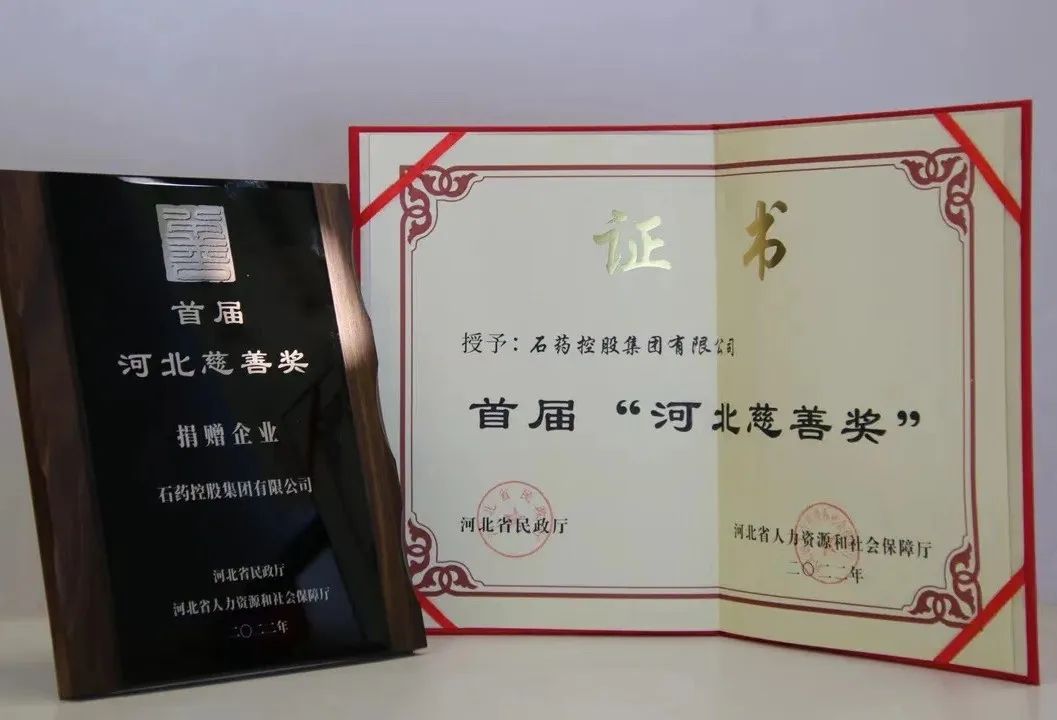 首届
河北慈善奖
捐赠企业
石药控股集团有限公司
河北省民政厅
河北省人力资源和社会保障厅
二〇二二年
证书
授予：石药控股集团有限公司
首届“河北慈善奖”
河北省民政厅
河北省人力资源和社会保障厅
二〇二二年